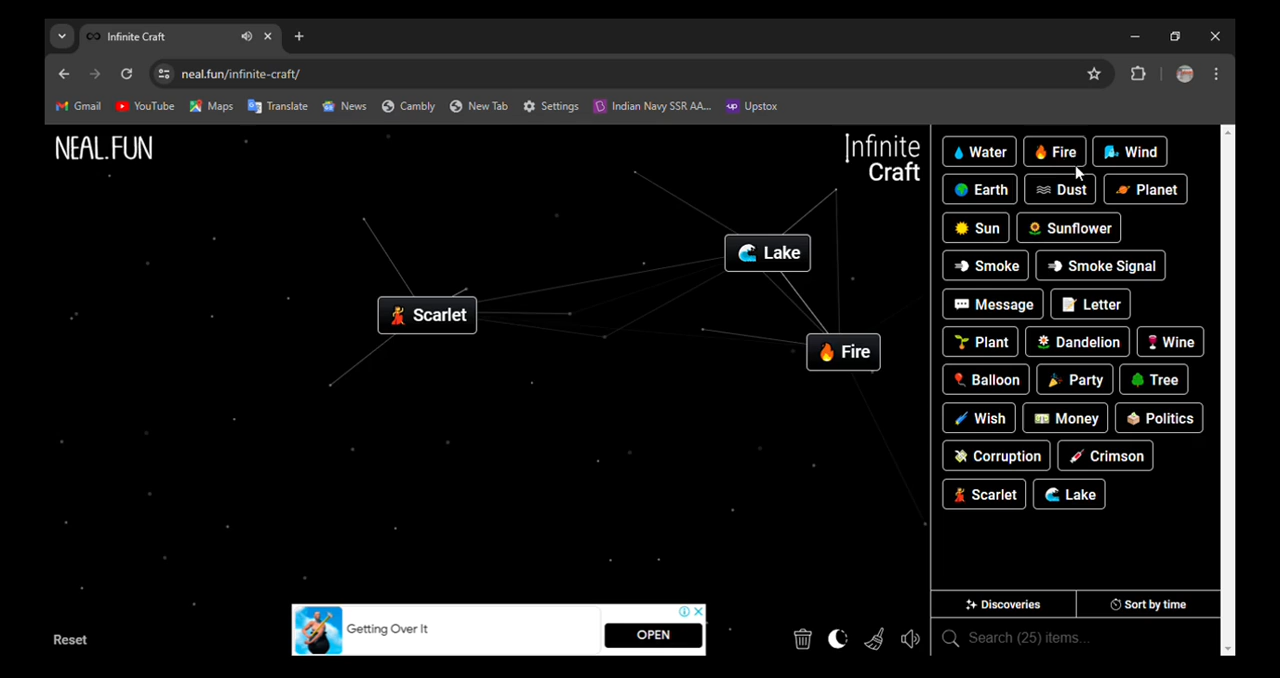 Infinite Craft
neal.fun/infinite-craft/
Gmail YouTube Maps Translate News Cambly New Tab Settings Indian Navy SSR AA... Upstox
NEAL.FUN
Infinite
Craft
Water Fire Wind
Earth Dust Planet
Sun Sunflower
Smoke Smoke Signal
Message Letter
Plant Dandelion Wine
Balloon Party Tree
Wish Money Politics
Corruption Crimson
Scarlet Lake
Lake
Scarlet
Fire
Getting Over It
OPEN
Reset
Discoveries Sort by time
Search (25) items...